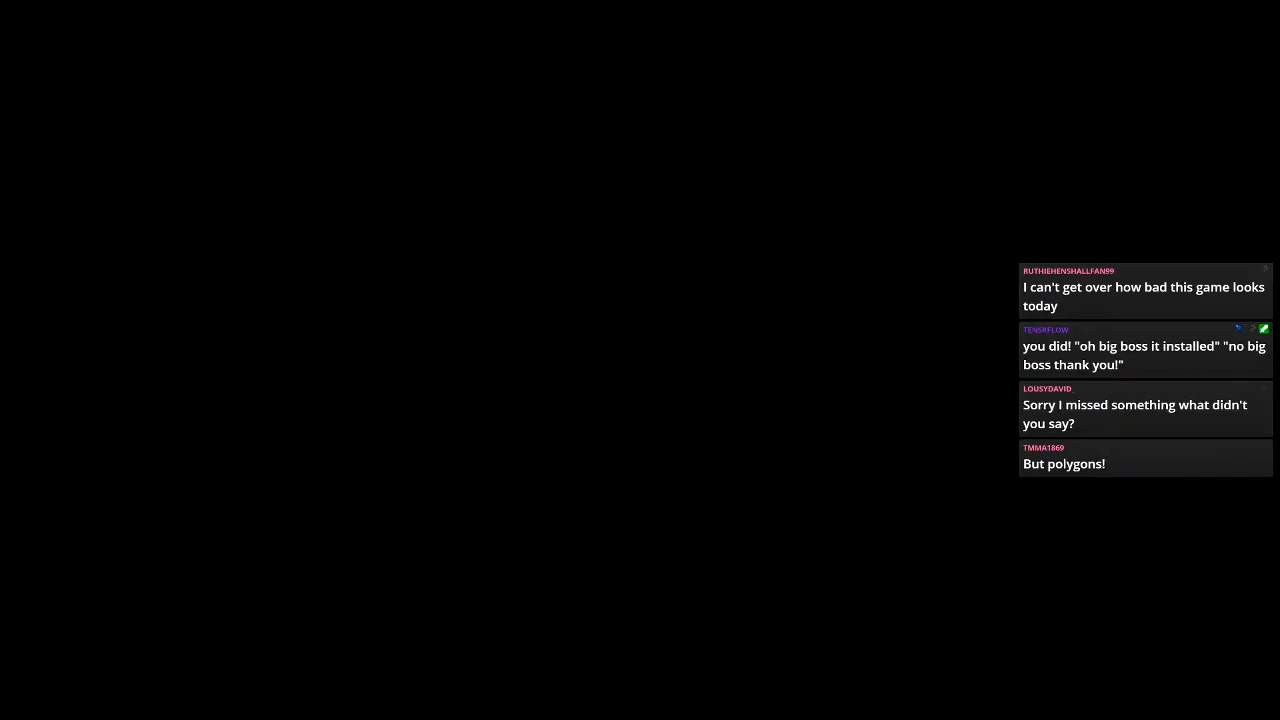 RUTHIEHENSHALLFAN99
I can't get over how bad this game looks
today
TENSRFLOW
you did! "oh big boss it installed" "no big
boss thank you!"
LOUSYDAVID
Sorry I missed something what didn't
you say?
TMMA1869
But polygons!